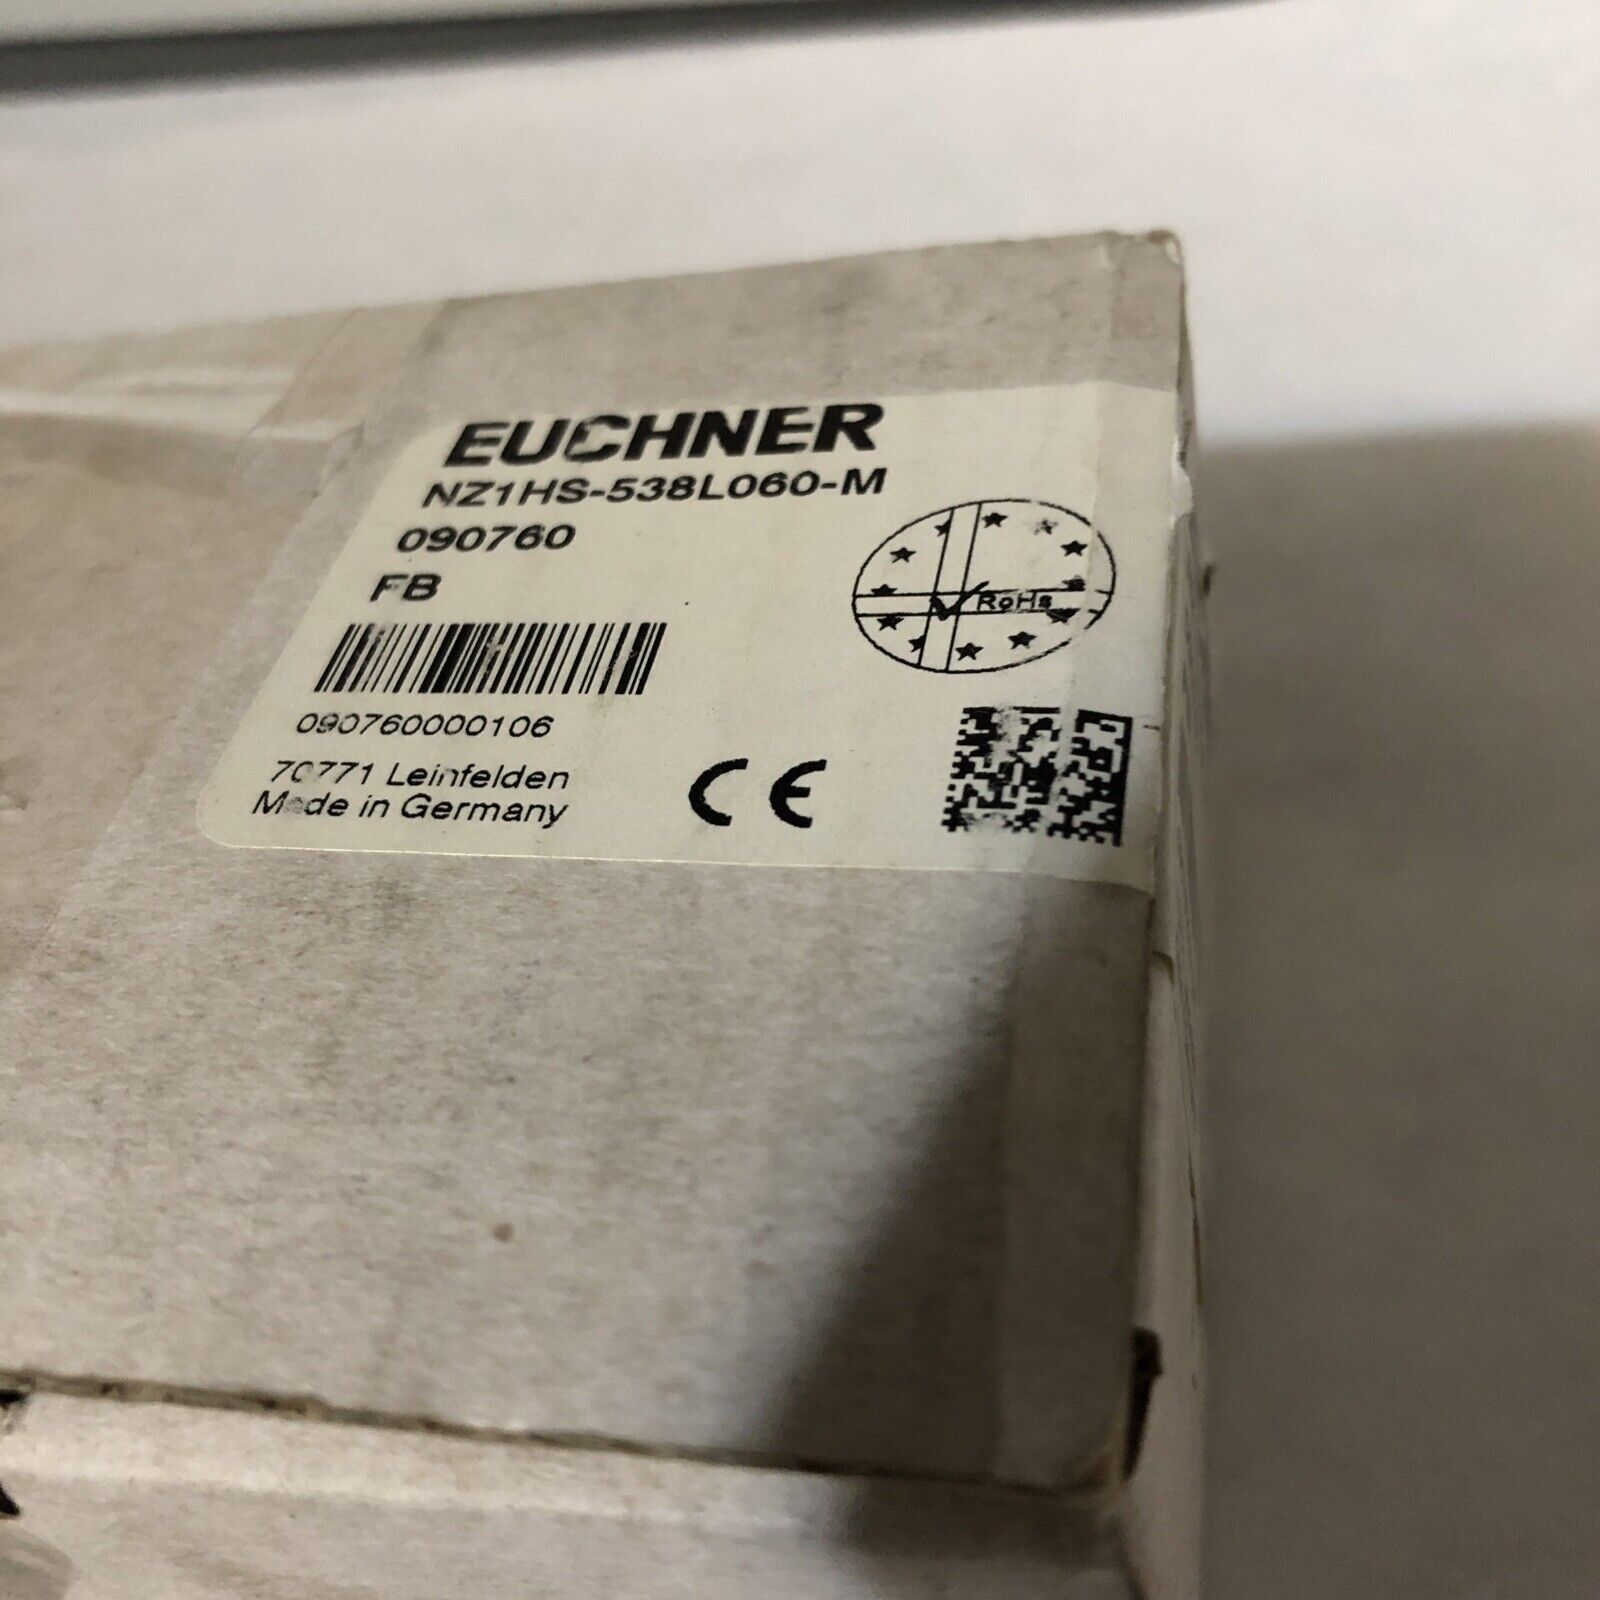 EUCHNER
NZ1HS-538L060-M
090760
FB
RoHs
090760000106
70771 Leinfelden
Made in Germany
CE